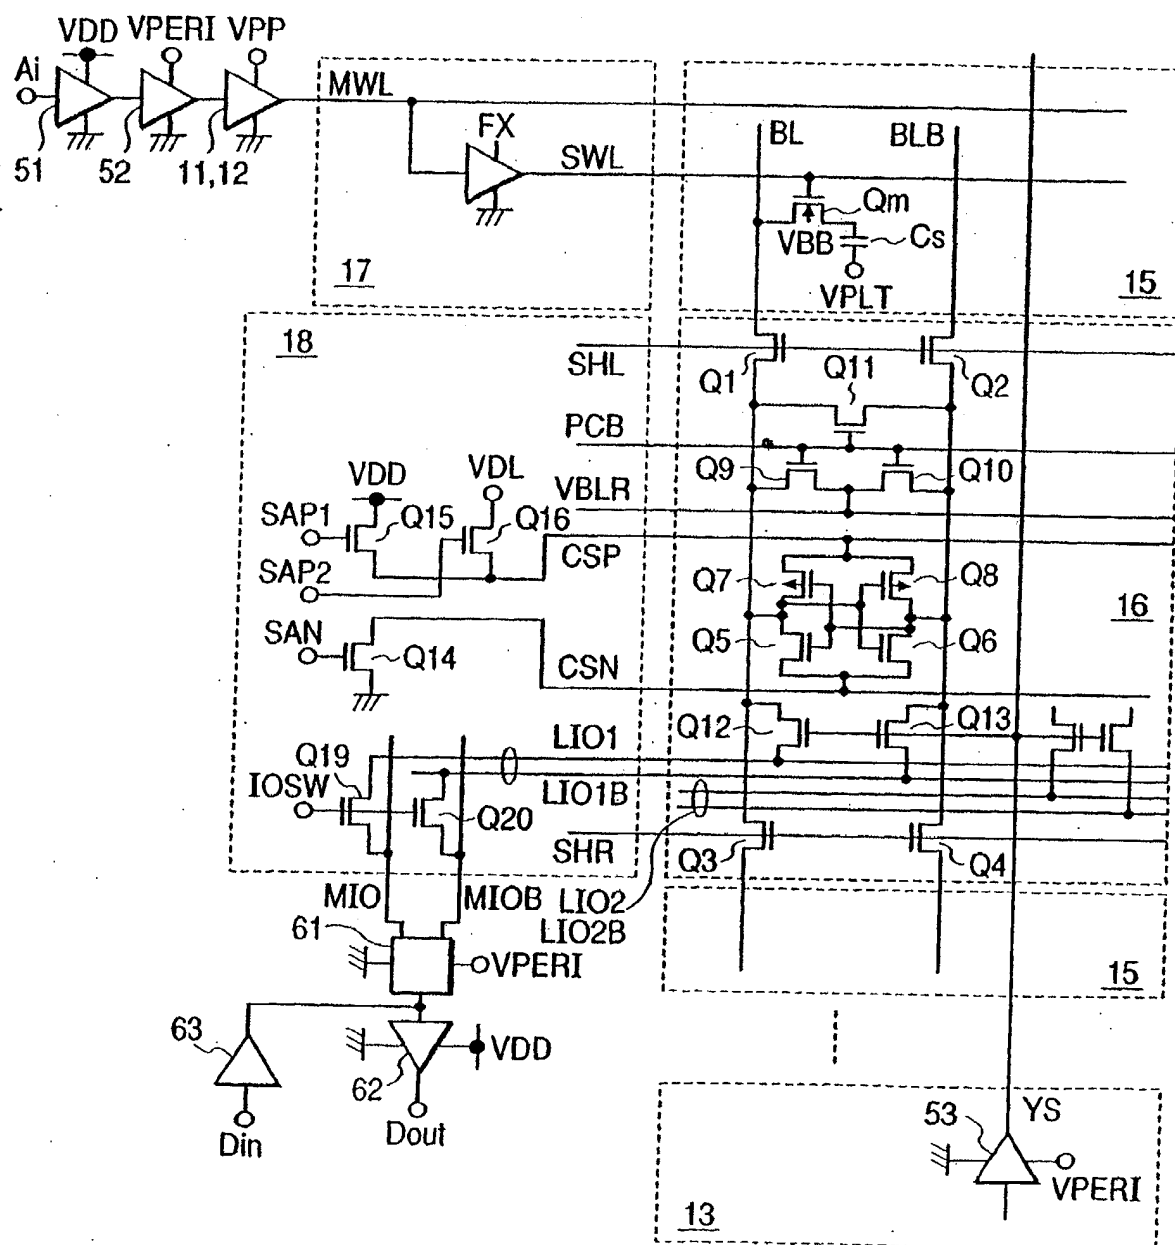 VDD VPERI VPP
Ai
51 52 11,12
MWL
FX
SWL
17
BL BLB
Qm
VBB Cs
VPLT
15
18
SHL
Q1 Q11 Q2
PCB
Q9 Q10
VBLR
VDD VDL
SAP1 Q15 Q16
CSP
SAP2
Q7 Q8
16
SAN Q14
Q5 Q6
CSN
Q12 Q13
LIO1
Q19
IOSW
LIO1B
Q20
SHR
Q3 Q4
MIO MIOB
LIO2
LIO2B
61
VPERI
15
63
VDD
62
Din
Dout
53 YS
VPERI
13